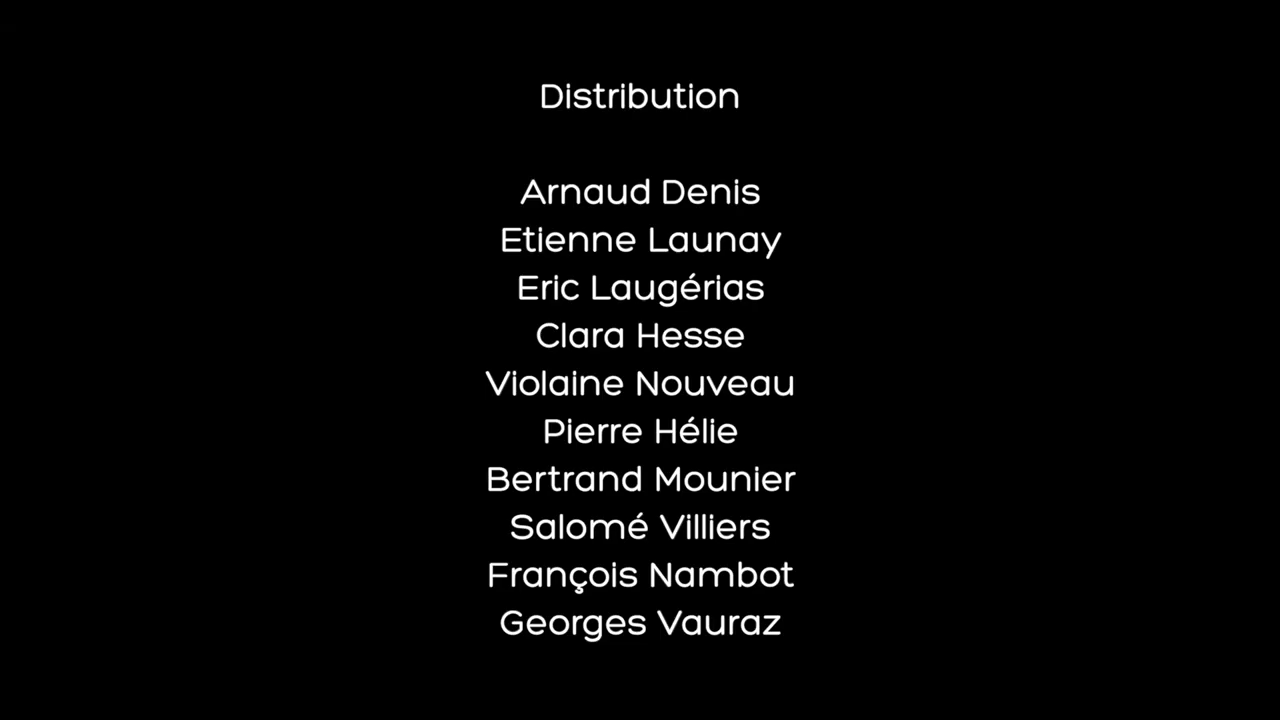 Distribution
Arnaud Denis
Etienne Launay
Eric Laugérias
Clara Hesse
Violaine Nouveau
Pierre Hélie
Bertrand Mounier
Salomé Villiers
François Nambot
Georges Vauraz